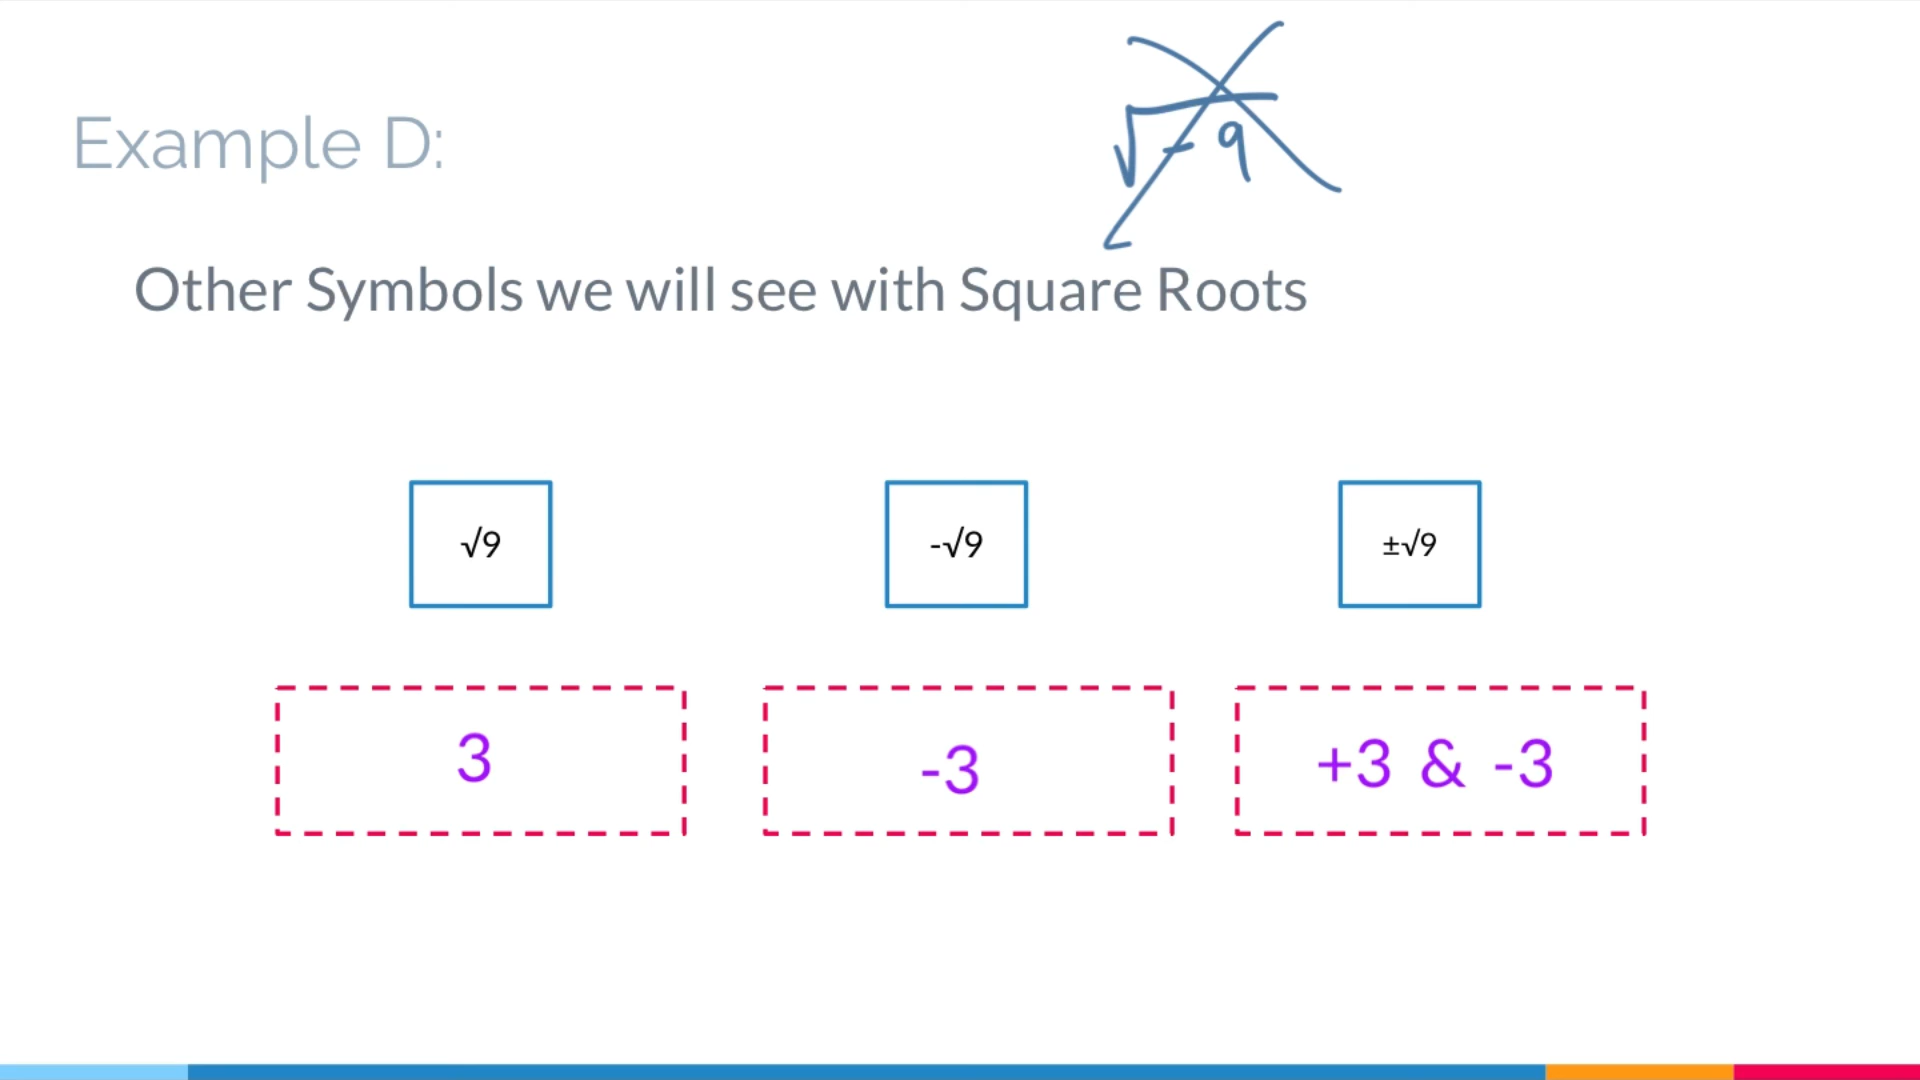 √-9
Example D:
Other Symbols we will see with Square Roots
√9
-√9
±√9
3
-3
+3 & -3